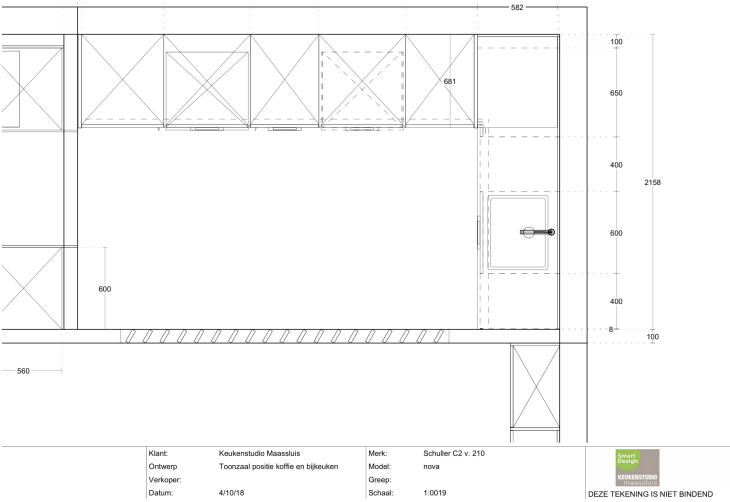 582
100
681
650
400
2158
600
600
400
8
100
560
Klant: Keukenstudio Maassluis Merk: Schuller C2 v. 210
Ontwerp Toonzaal positie koffie en bijkeuken Model: nova
Verkoper: Greep:
Datum: 4/10/18 Schaal: 1:0019
Smart
Design
KEUKENSTUDIO
maassluis
DEZE TEKENING IS NIET BINDEND